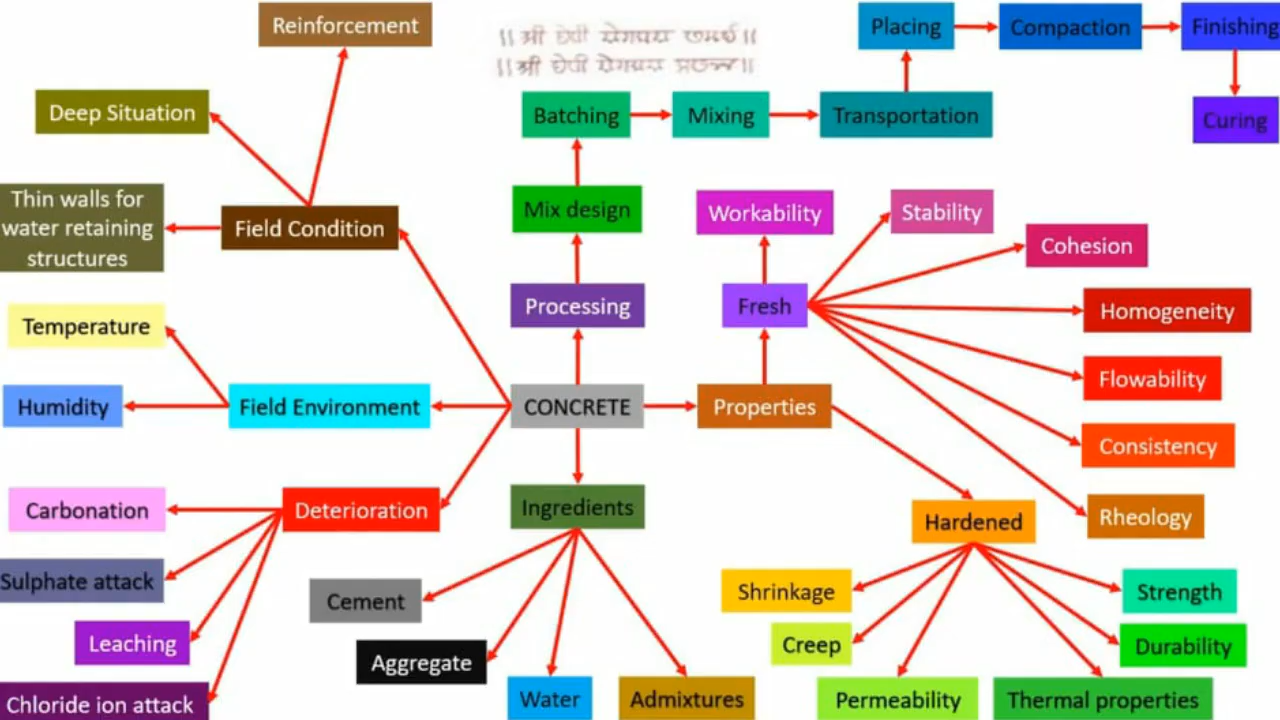 Reinforcement
Placing
Compaction
Finishing
Deep Situation
Batching
Mixing
Transportation
Curing
Thin walls for
water retaining
structures
Field Condition
Mix design
Workability
Stability
Cohesion
Temperature
Processing
Fresh
Homogeneity
Flowability
Humidity
Field Environment
CONCRETE
Properties
Consistency
Carbonation
Deterioration
Ingredients
Hardened
Rheology
Sulphate attack
Cement
Shrinkage
Strength
Leaching
Aggregate
Creep
Durability
Chloride ion attack
Water
Admixtures
Permeability
Thermal properties